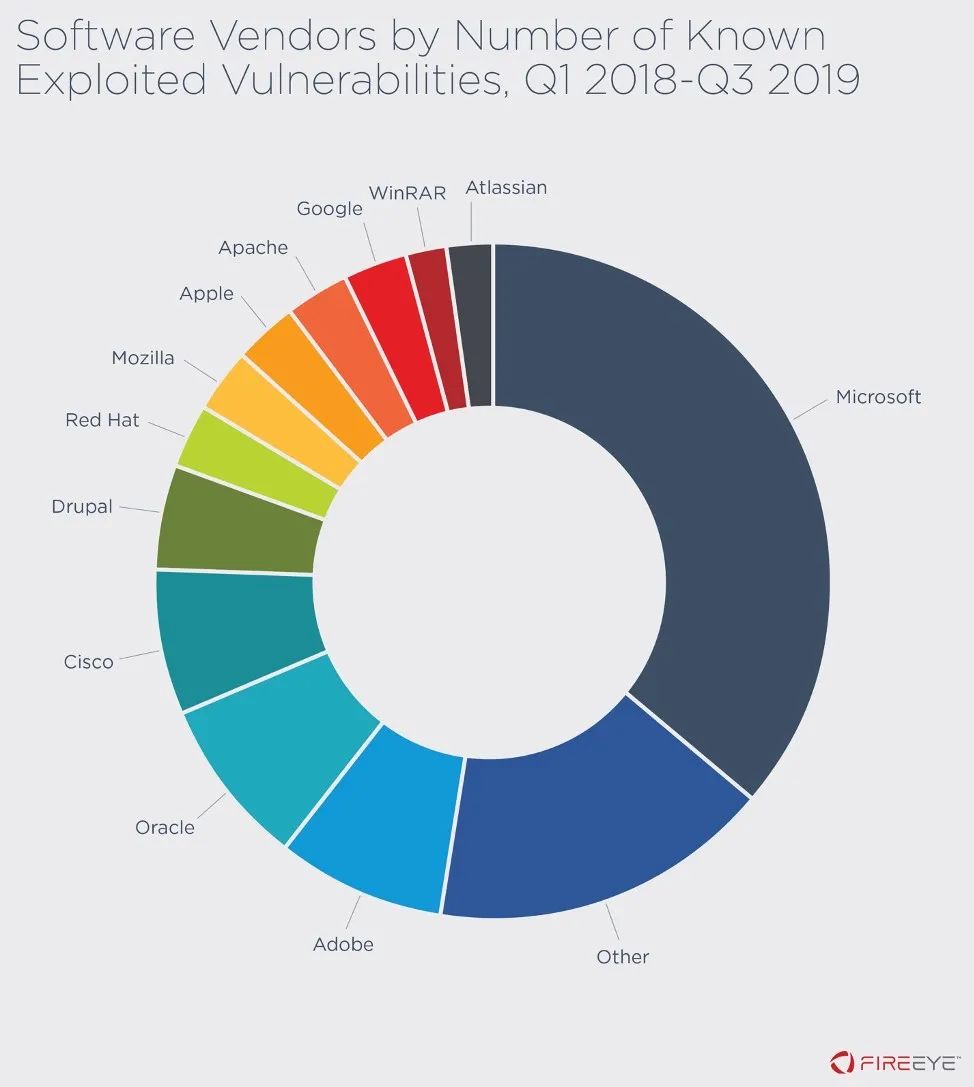 Software Vendors by Number of Known
Exploited Vulnerabilities, Q1 2018-Q3 2019
Atlassian
WinRAR
Google
Apache
Apple
Mozilla
Microsoft
Red Hat
Drupal
Cisco
Oracle
Adobe
Other
FIREEYE™